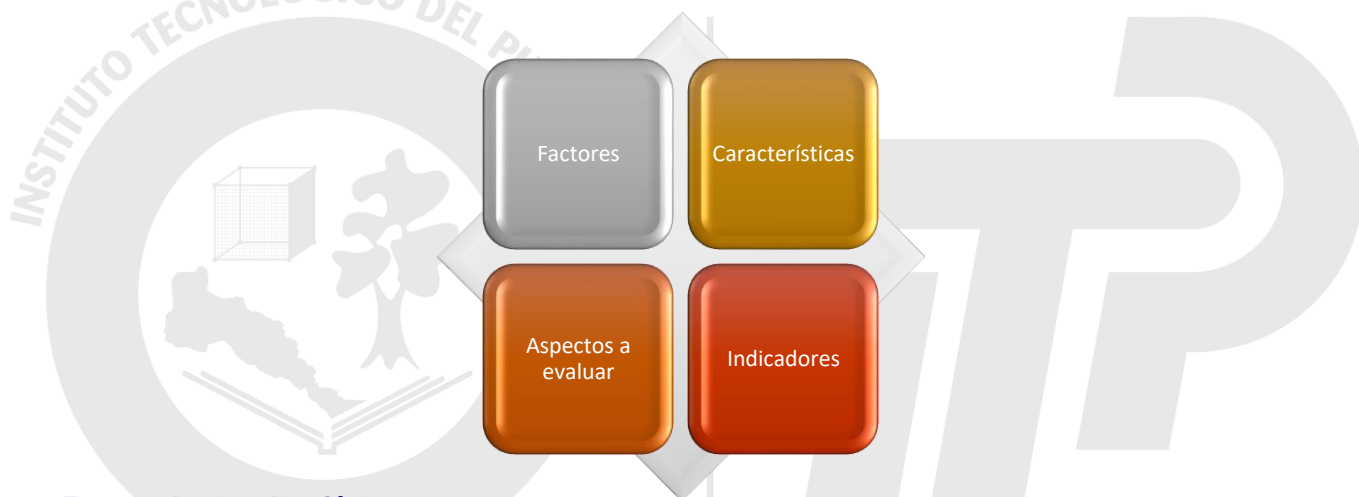 INSTITUTO TECNOLÓGICO DEL
Factores
Características
Aspectos a
evaluar
Indicadores